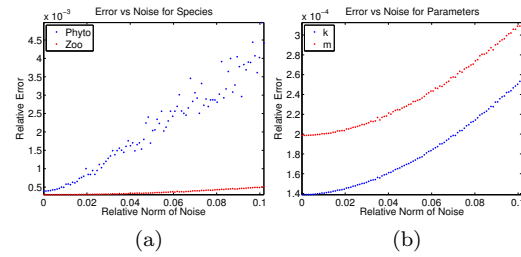 Error vs Noise for Species
x 10⁻³
Phyto
Zoo
4.5
4
3.5
3
2.5
2
1.5
1
0.5
Relative Error
0 0.02 0.04 0.06 0.08 0.1
Relative Norm of Noise
(a)
Error vs Noise for Parameters
x 10⁻⁴
k
m
3
2.8
2.6
2.4
2.2
2
1.8
1.6
1.4
Relative Error
0 0.02 0.04 0.06 0.08 0.1
Relative Norm of Noise
(b)